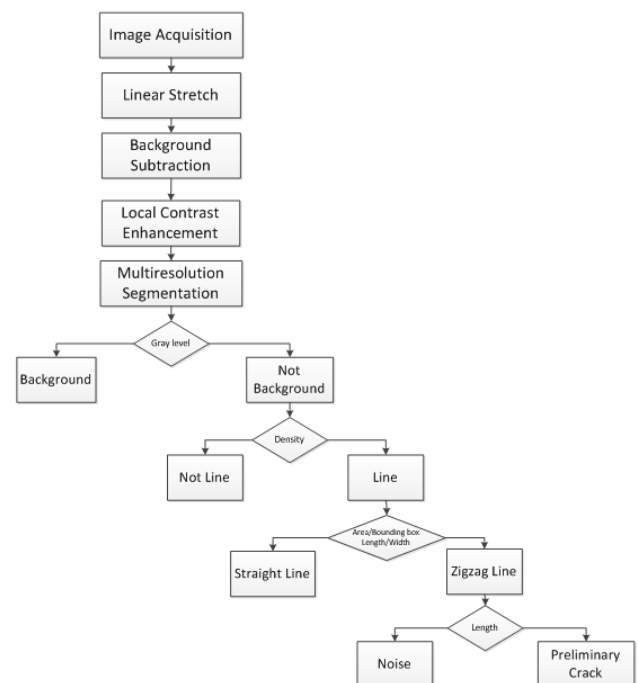 Image Acquisition
Linear Stretch
Background
Subtraction
Local Contrast
Enhancement
Multiresolution
Segmentation
Gray level
Background
Not
Background
Density
Not Line
Line
Area/Bounding box
Length/Width
Straight Line
Zigzag Line
Length
Noise
Preliminary
Crack